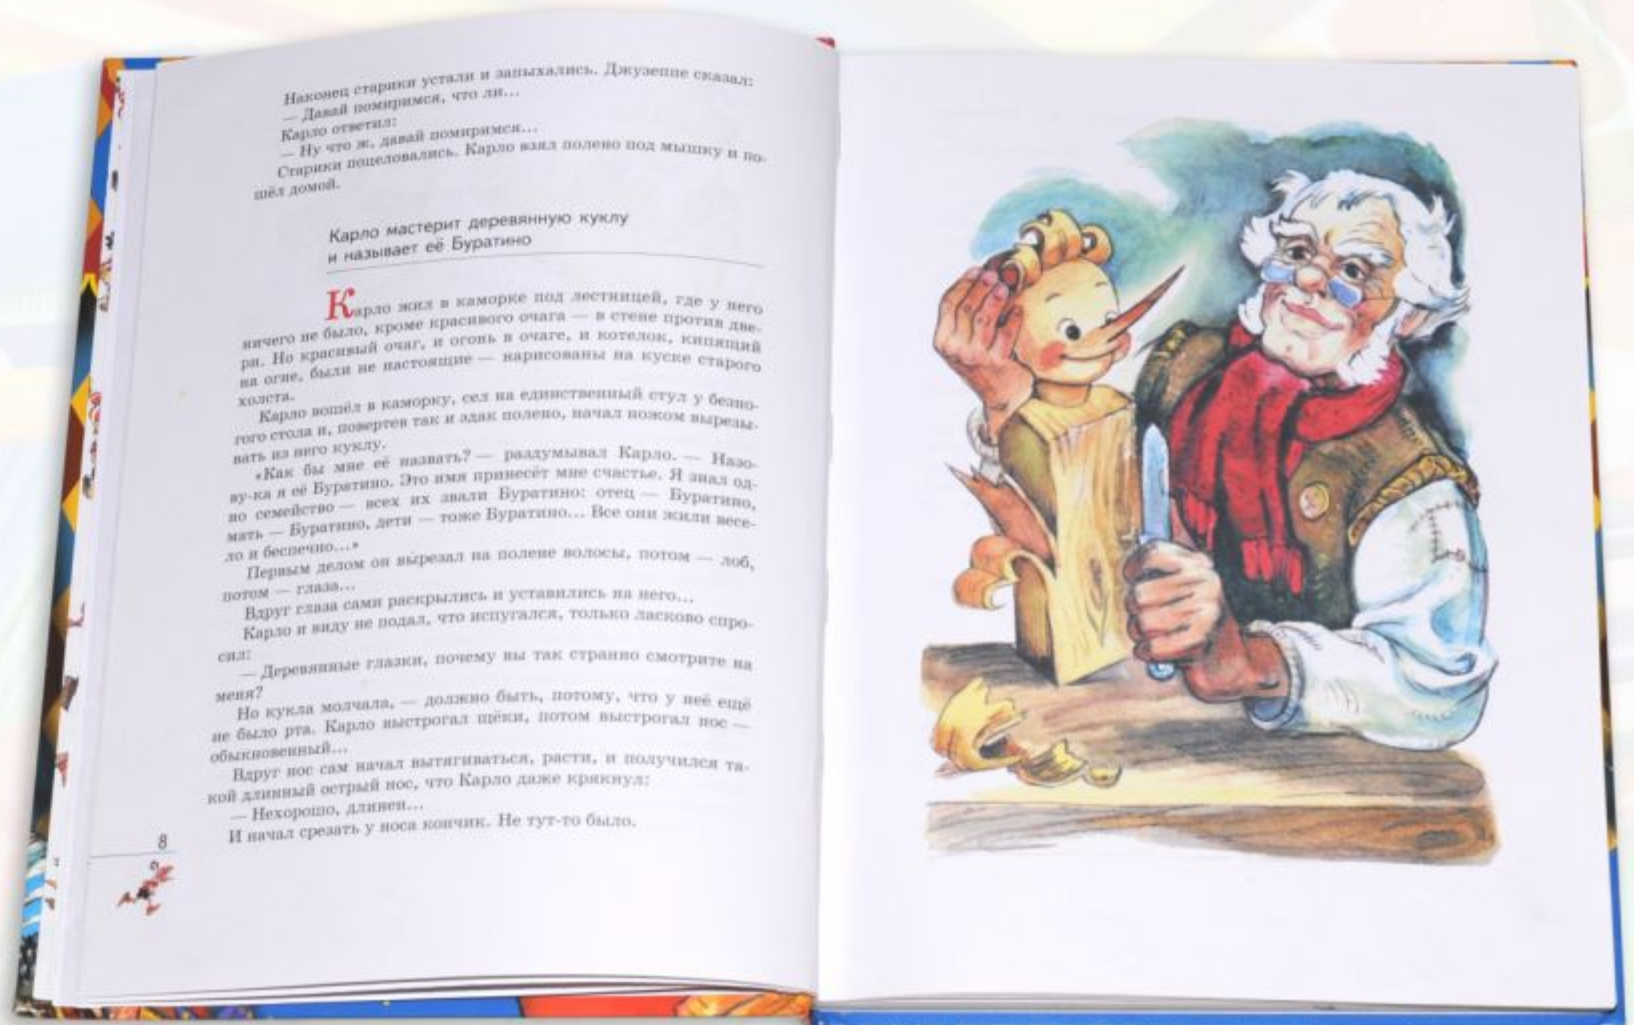 Наконец старики устали и запыхались. Джузеппе сказал:
— Давай помиримся, что ли...
Карло ответил:
— Ну что ж, давай помиримся...
Старики поцеловались. Карло взял полено под мышку и по-
шёл домой.
Карло мастерит деревянную куклу
и называет её Буратино
Карло жил в каморке под лестницей, где у него
ничего не было, кроме красивого очага — в стене против две-
ри. Но красивый очаг, и огонь в очаге, и котелок, кипящий
на огне, были не настоящие — нарисованы на куске старого
холста.
Карло вошёл в каморку, сел на единственный стул у безно-
гого стола и, повертев так и эдак полено, начал ножом вырезы-
вать из него куклу.
«Как бы мне её назвать? — раздумывал Карло. — Назо-
ву-ка я её Буратино. Это имя принесёт мне счастье. Я знал од-
но семейство — всех их звали Буратино: отец — Буратино,
мать — Буратино, дети — тоже Буратино... Все они жили весе-
ло и беспечно...»
Первым делом он вырезал на полене волосы, потом — лоб,
потом — глаза...
Вдруг глаза сами раскрылись и уставились на него...
Карло и виду не подал, что испугался, только ласково спро-
сил:
— Деревянные глазки, почему вы так странно смотрите на
меня?
Но кукла молчала, — должно быть, потому, что у неё ещё
не было рта. Карло выстрогал щёки, потом выстрогал нос —
обыкновенный...
Вдруг нос сам начал вытягиваться, расти, и получился та-
кой длинный острый нос, что Карло даже крякнул:
— Нехорошо, длинен...
И начал срезать у носа кончик. Не тут-то было.
8